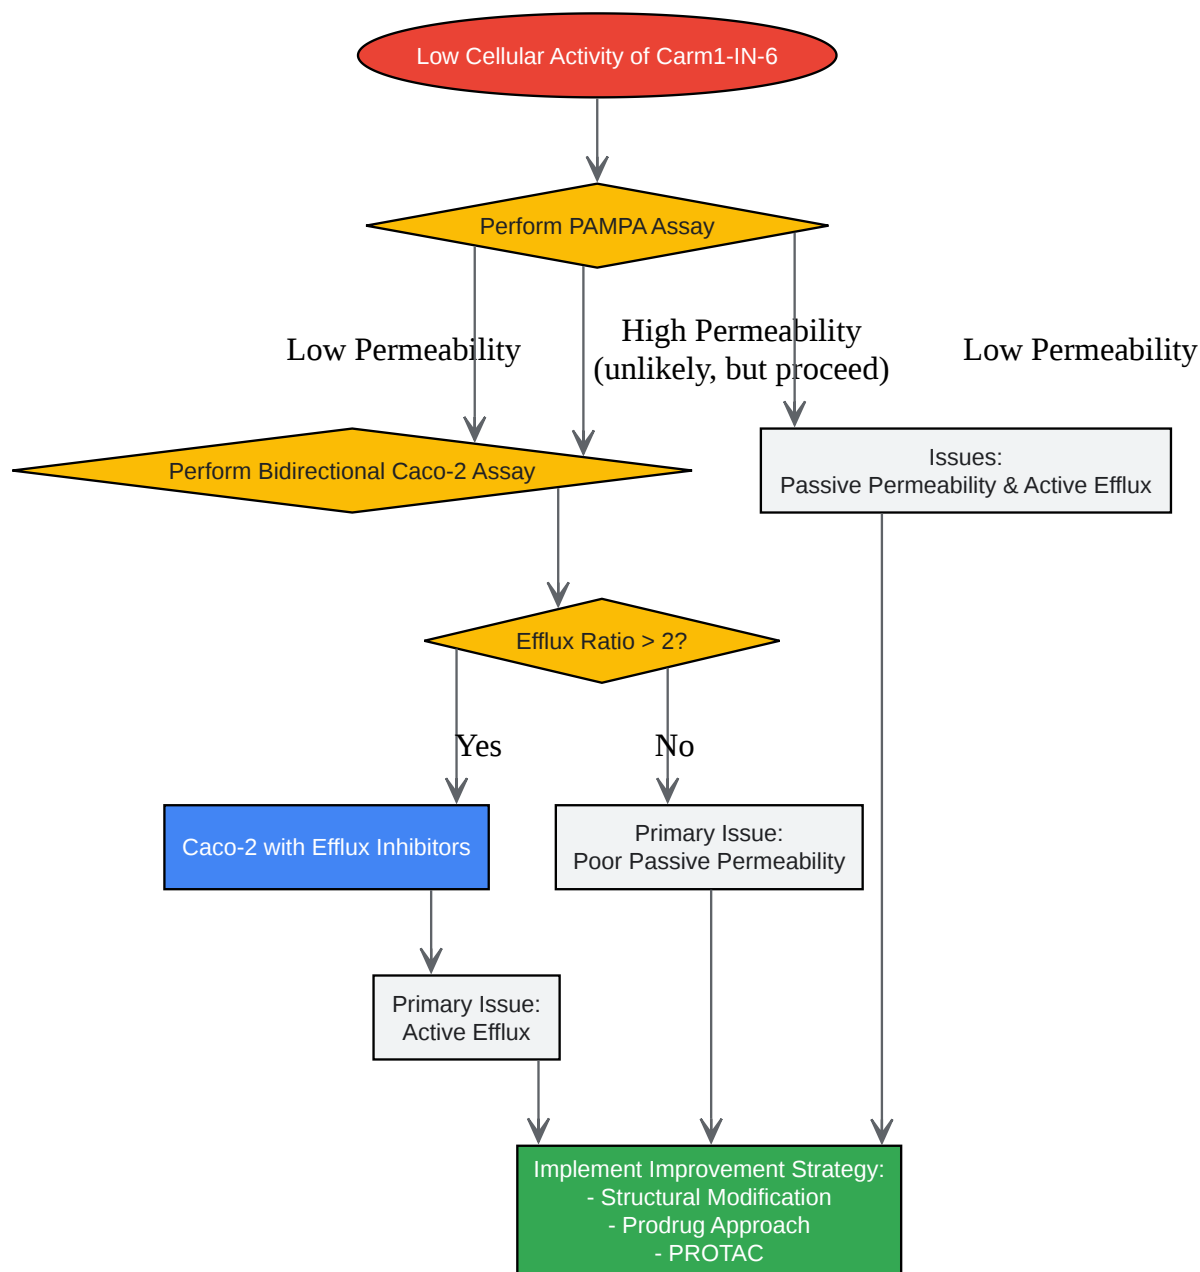 Low Cellular Activity of Carm1-IN-6
Perform PAMPA Assay
Low Permeability
High Permeability
(unlikely, but proceed)
Low Permeability
Perform Bidirectional Caco-2 Assay
Issues:
Passive Permeability & Active Efflux
Efflux Ratio > 2?
Yes
No
Caco-2 with Efflux Inhibitors
Primary Issue:
Poor Passive Permeability
Primary Issue:
Active Efflux
Implement Improvement Strategy:
- Structural Modification
- Prodrug Approach
- PROTAC